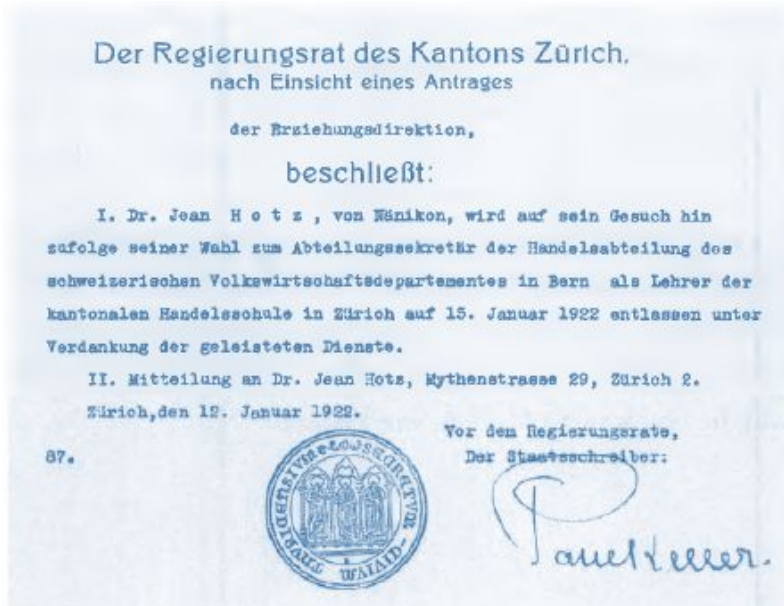 Der Regierungsrat des Kantons Zürich,
nach Einsicht eines Antrages
der Erziehungsdirektion,
beschließt:
I. Dr. Jean Hotz, von Nänikon, wird auf sein Gesuch hin
zufolge seiner Wahl zum Abteilungssekretär der Handelsabteilung des
schweizerischen Volkswirtschaftsdepartementes in Bern als Lehrer der
kantonalen Handelsschule in Zürich auf 15. Januar 1922 entlassen unter
Verdankung der geleisteten Dienste.
II. Mitteilung an Dr. Jean Hotz, Mythenstrasse 29, Zürich 2.
Zürich, den 12. Januar 1922.
Vor dem Regierungsrate,
87.
Der Staatsschreiber:
Paul Keller.